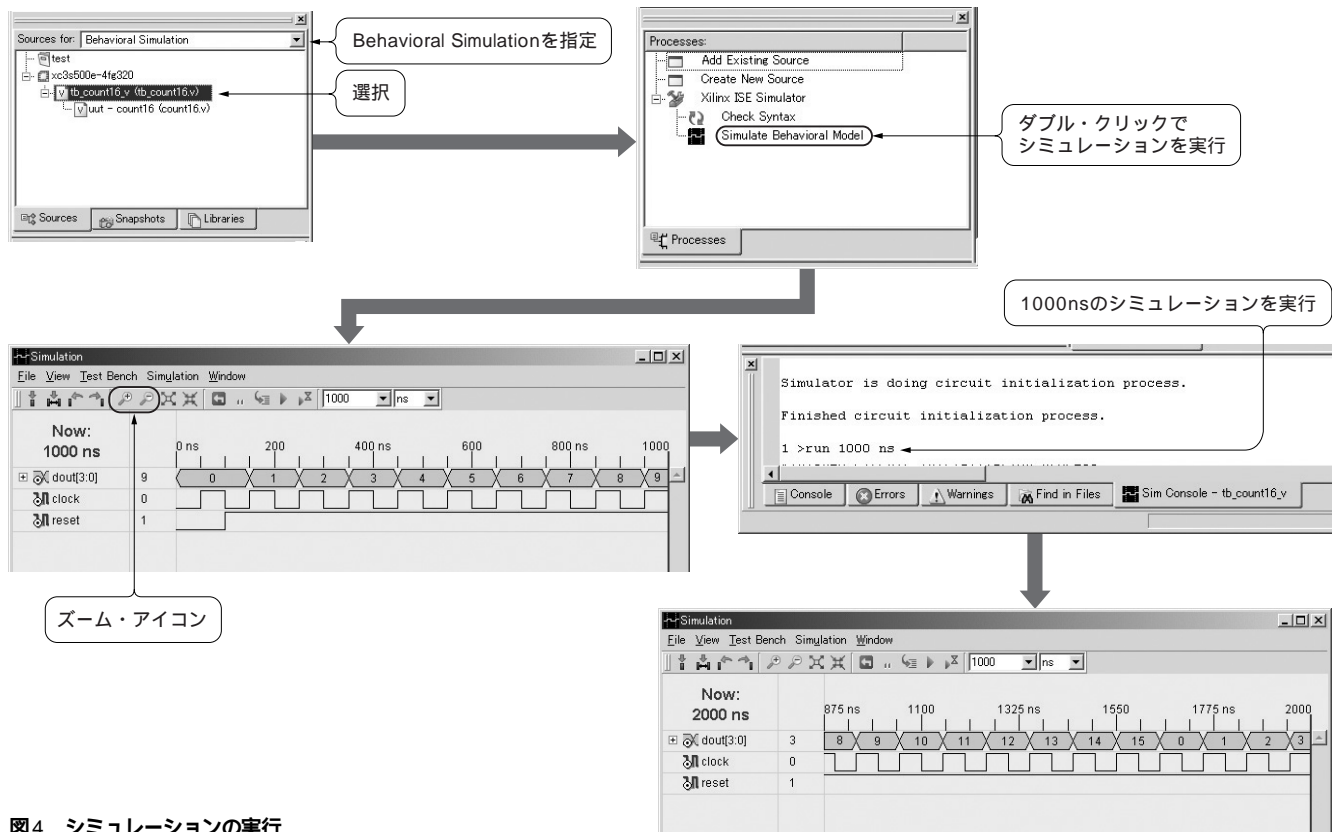 Sources for: Behavioral Simulation
test
xc3s500e-4fg320
tb_count16_v (tb_count16.v)
uut - count16 (count16.v)
Sources Snapshots Libraries
Behavioral Simulationを指定
選択
Processes:
Add Existing Source
Create New Source
Xilinx ISE Simulator
Check Syntax
Simulate Behavioral Model
Processes
ダブル・クリックで
シミュレーションを実行
Simulation
File View Test Bench Simulation Window
1000 ns
Now:
1000 ns
0 ns 200 400 ns 600 800 ns 1000
dout[3:0] 9 0 1 2 3 4 5 6 7 8 9
clock 0
reset 1
ズーム・アイコン
1000nsのシミュレーションを実行
Simulator is doing circuit initialization process.
Finished circuit initialization process.
1 >run 1000 ns
Console Errors Warnings Find in Files Sim Console - tb_count16_v
Simulation
File View Test Bench Simulation Window
1000 ns
Now:
2000 ns
875 ns 1100 1325 ns 1550 1775 ns 2000
dout[3:0] 3 8 9 10 11 12 13 14 15 0 1 2 3
clock 0
reset 1
図4 シミュレーションの実行